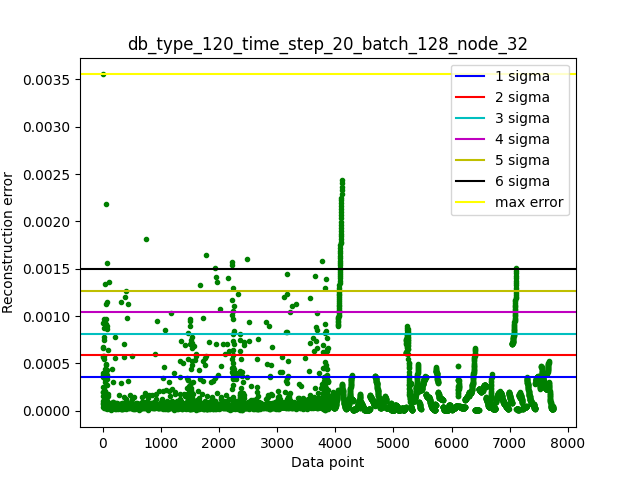 db_type_120_time_step_20_batch_128_node_32
Reconstruction error
0.0035
0.0030
0.0025
0.0020
0.0015
0.0010
0.0005
0.0000
1 sigma
2 sigma
3 sigma
4 sigma
5 sigma
6 sigma
max error
0 1000 2000 3000 4000 5000 6000 7000 8000
Data point